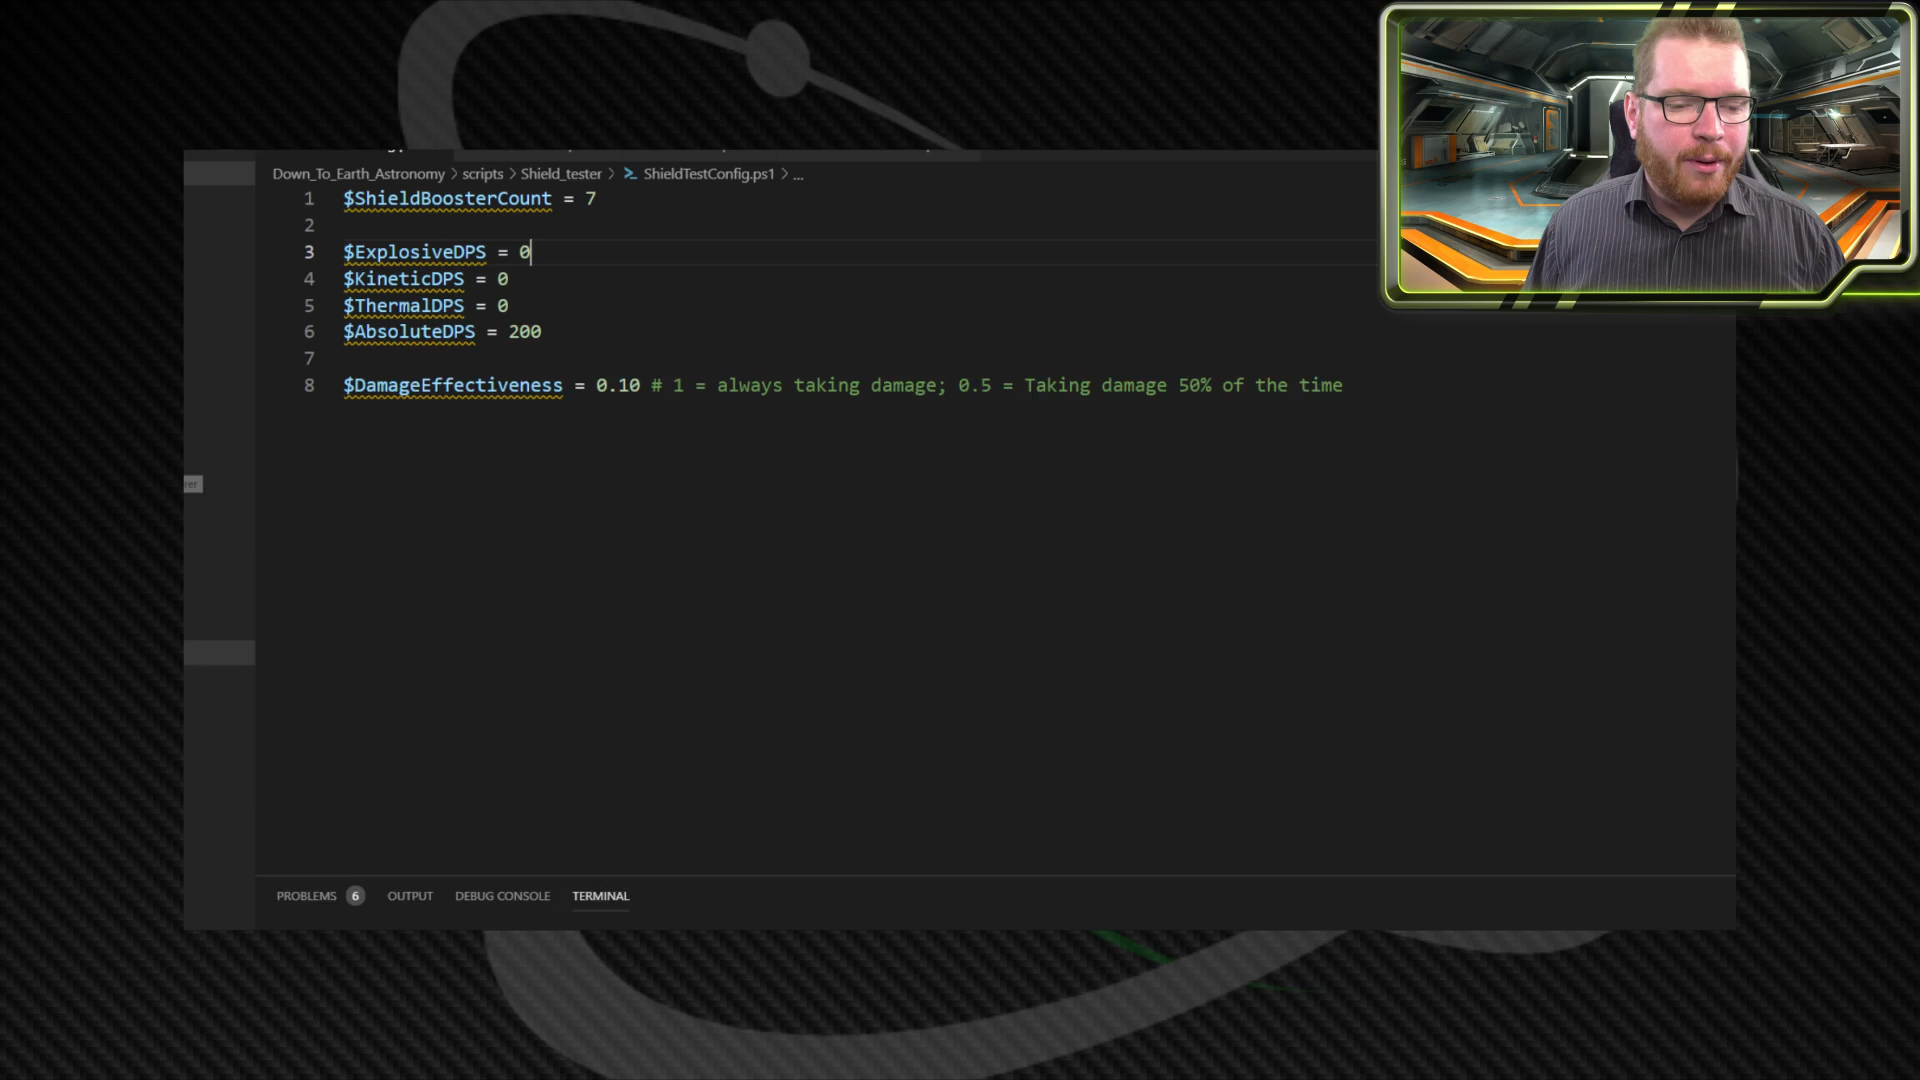 Down_To_Earth_Astronomy > scripts > Shield_tester > ShieldTestConfig.ps1 > ...
1 $ShieldBoosterCount = 7
2
3 $ExplosiveDPS = 0
4 $KineticDPS = 0
5 $ThermalDPS = 0
6 $AbsoluteDPS = 200
7
8 $DamageEffectiveness = 0.10 # 1 = always taking damage; 0.5 = Taking damage 50% of the time
rer
PROBLEMS 6 OUTPUT DEBUG CONSOLE TERMINAL